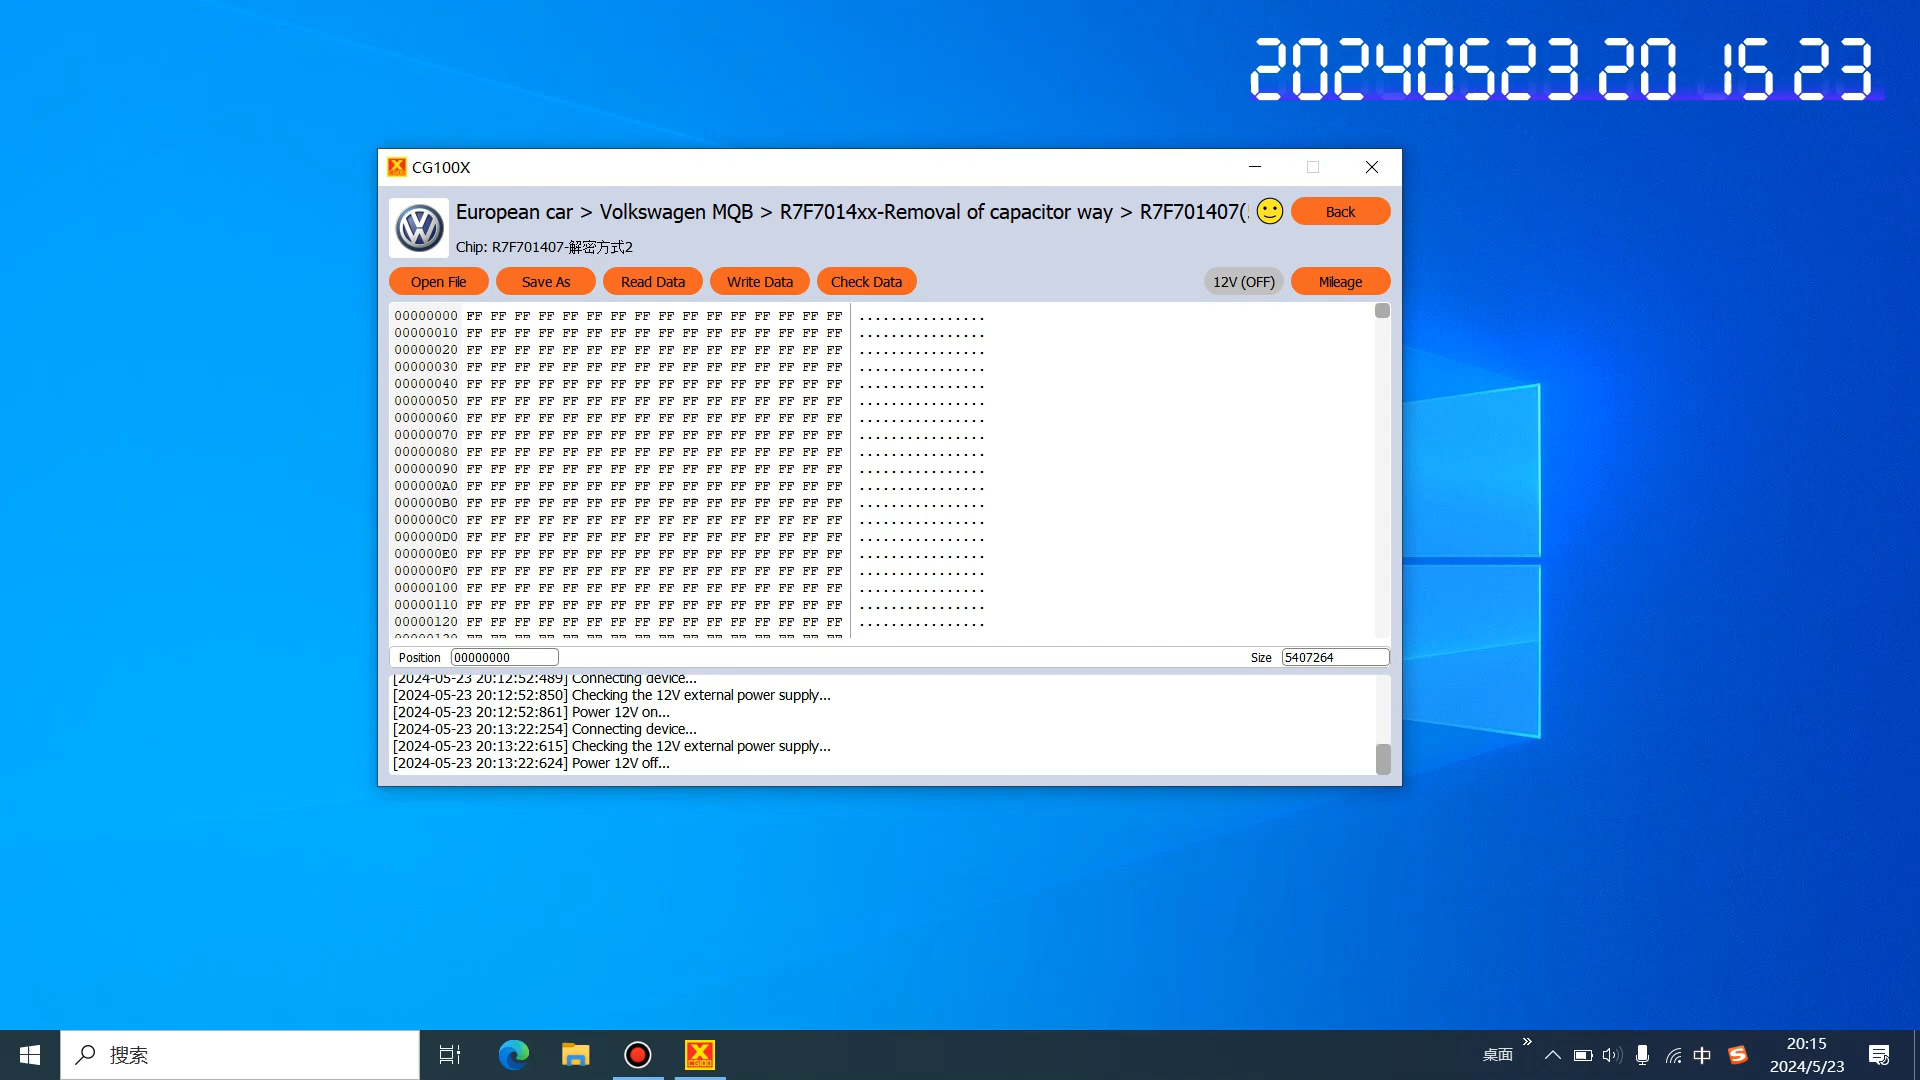 20240523 20 15 23
CG100X
European car > Volkswagen MQB > R7F7014xx-Removal of capacitor way > R7F701407(
Back
Chip: R7F701407-解密方式2
Open File Save As Read Data Write Data Check Data 12V (OFF) Mileage
00000000 FF FF FF FF FF FF FF FF FF FF FF FF FF FF FF FF ................
00000010 FF FF FF FF FF FF FF FF FF FF FF FF FF FF FF FF ................
00000020 FF FF FF FF FF FF FF FF FF FF FF FF FF FF FF FF ................
00000030 FF FF FF FF FF FF FF FF FF FF FF FF FF FF FF FF ................
00000040 FF FF FF FF FF FF FF FF FF FF FF FF FF FF FF FF ................
00000050 FF FF FF FF FF FF FF FF FF FF FF FF FF FF FF FF ................
00000060 FF FF FF FF FF FF FF FF FF FF FF FF FF FF FF FF ................
00000070 FF FF FF FF FF FF FF FF FF FF FF FF FF FF FF FF ................
00000080 FF FF FF FF FF FF FF FF FF FF FF FF FF FF FF FF ................
00000090 FF FF FF FF FF FF FF FF FF FF FF FF FF FF FF FF ................
000000A0 FF FF FF FF FF FF FF FF FF FF FF FF FF FF FF FF ................
000000B0 FF FF FF FF FF FF FF FF FF FF FF FF FF FF FF FF ................
000000C0 FF FF FF FF FF FF FF FF FF FF FF FF FF FF FF FF ................
000000D0 FF FF FF FF FF FF FF FF FF FF FF FF FF FF FF FF ................
000000E0 FF FF FF FF FF FF FF FF FF FF FF FF FF FF FF FF ................
000000F0 FF FF FF FF FF FF FF FF FF FF FF FF FF FF FF FF ................
00000100 FF FF FF FF FF FF FF FF FF FF FF FF FF FF FF FF ................
00000110 FF FF FF FF FF FF FF FF FF FF FF FF FF FF FF FF ................
00000120 FF FF FF FF FF FF FF FF FF FF FF FF FF FF FF FF ................
Position 00000000 Size 5407264
[2024-05-23 20:12:52:489] Connecting device...
[2024-05-23 20:12:52:850] Checking the 12V external power supply...
[2024-05-23 20:12:52:861] Power 12V on...
[2024-05-23 20:13:22:254] Connecting device...
[2024-05-23 20:13:22:615] Checking the 12V external power supply...
[2024-05-23 20:13:22:624] Power 12V off...
搜索
CG100
桌面
中
20:15
2024/5/23